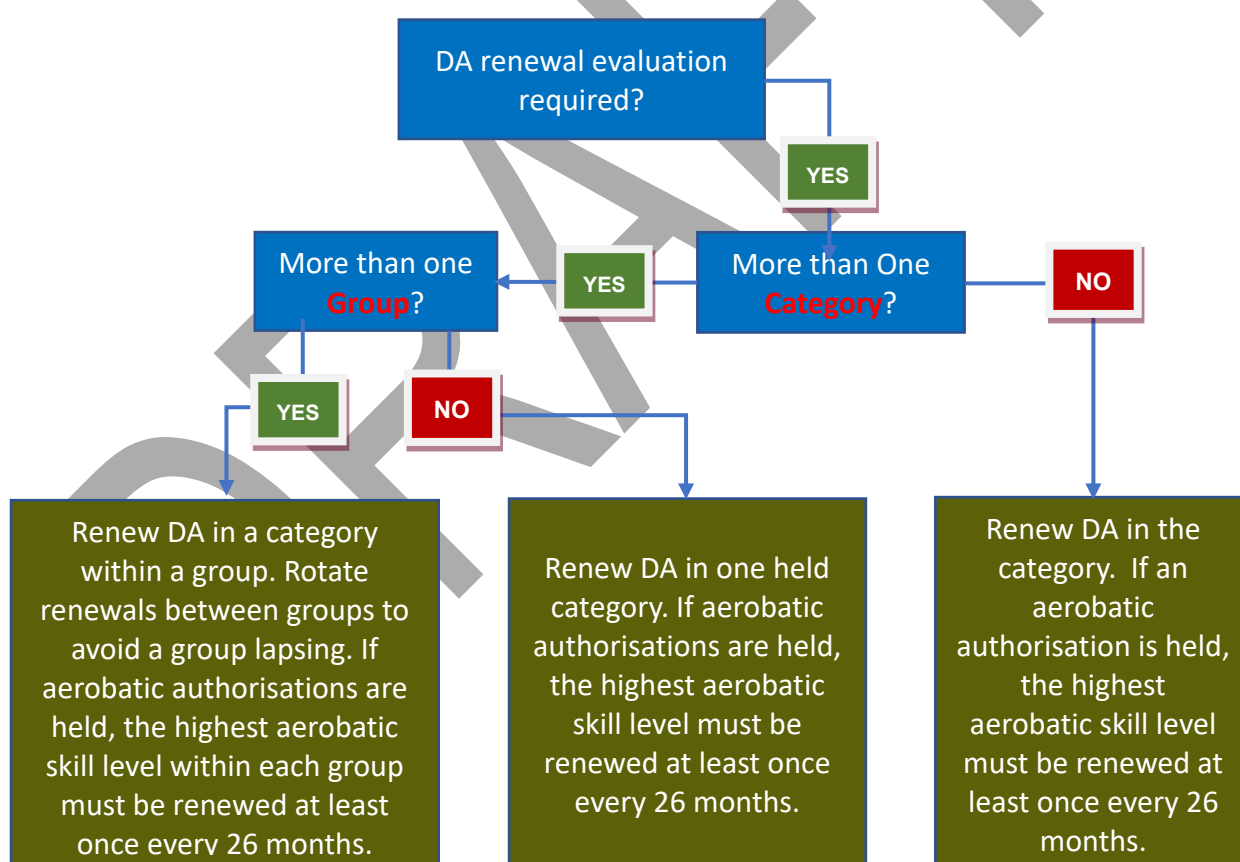 DA renewal evaluation
required?
YES
More than one
Group?
YES
More than One
Category?
NO
YES
NO
Renew DA in a category
within a group. Rotate
renewals between groups to
avoid a group lapsing. If
aerobatic authorisations are
held, the highest aerobatic
skill level within each group
must be renewed at least
once every 26 months.
Renew DA in one held
category. If aerobatic
authorisations are held,
the highest aerobatic
skill level must be
renewed at least once
every 26 months.
Renew DA in the
category. If an
aerobatic
authorisation is held,
the highest
aerobatic skill level
must be renewed at
least once every 26
months.
DRAFT